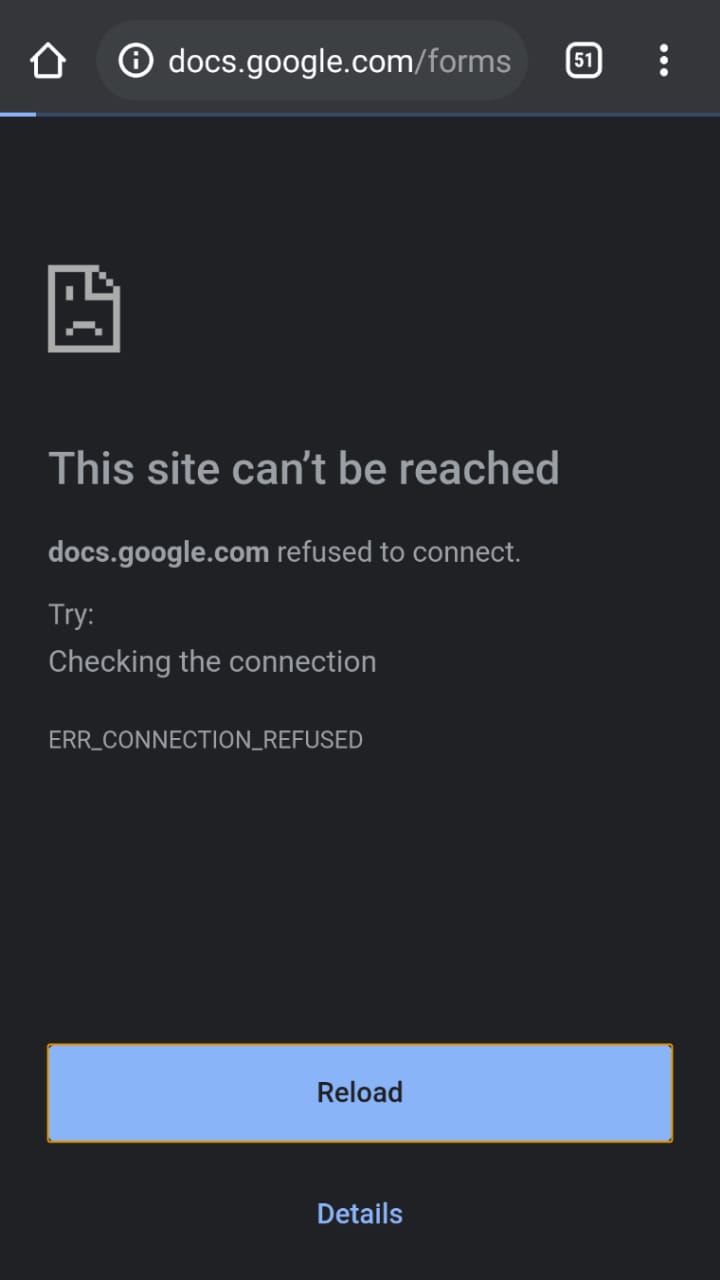 docs.google.com/forms
51
This site can’t be reached
docs.google.com refused to connect.
Try:
Checking the connection
ERR_CONNECTION_REFUSED
Reload
Details